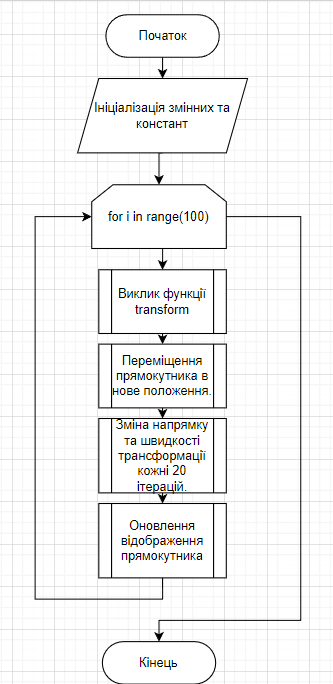 Початок
Ініціалізація змінних та
констант
for i in range(100)
Виклик функції
transform
Переміщення
прямокутника в
нове положення.
Зміна напрямку
та швидкості
трансформації
кожні 20
ітерацій.
Оновлення
відображення
прямокутника
Кінець